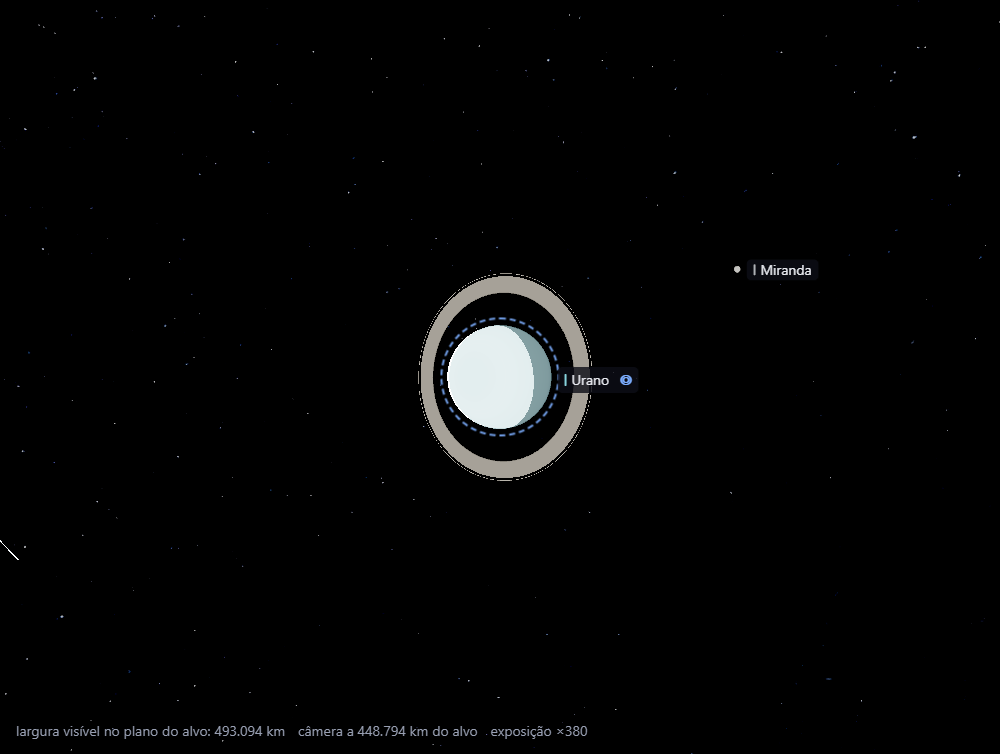 Miranda
Urano
largura visível no plano do alvo: 493.094 km câmera a 448.794 km do alvo exposição ×380